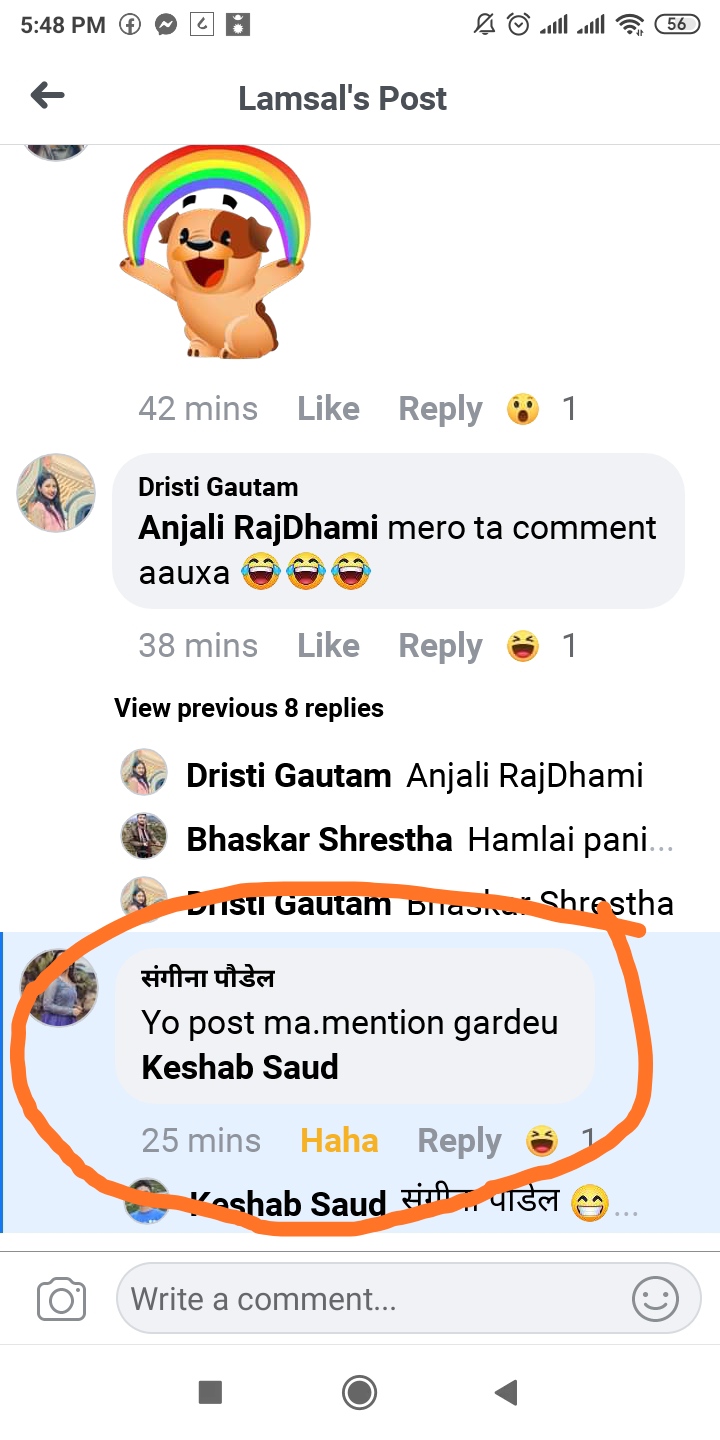 5:48 PM
56
Lamsal's Post
42 mins Like Reply 1
Dristi Gautam
Anjali RajDhami mero ta comment
aauxa 😂😂😂
38 mins Like Reply 1
View previous 8 replies
Dristi Gautam Anjali RajDhami
Bhaskar Shrestha Hamlai pani...
Dristi Gautam Bhaskar Shrestha
संगीना पौडेल
Yo post ma.mention gardeu
Keshab Saud
25 mins Haha Reply 1
Keshab Saud संगीना पौडेल 😁...
Write a comment...